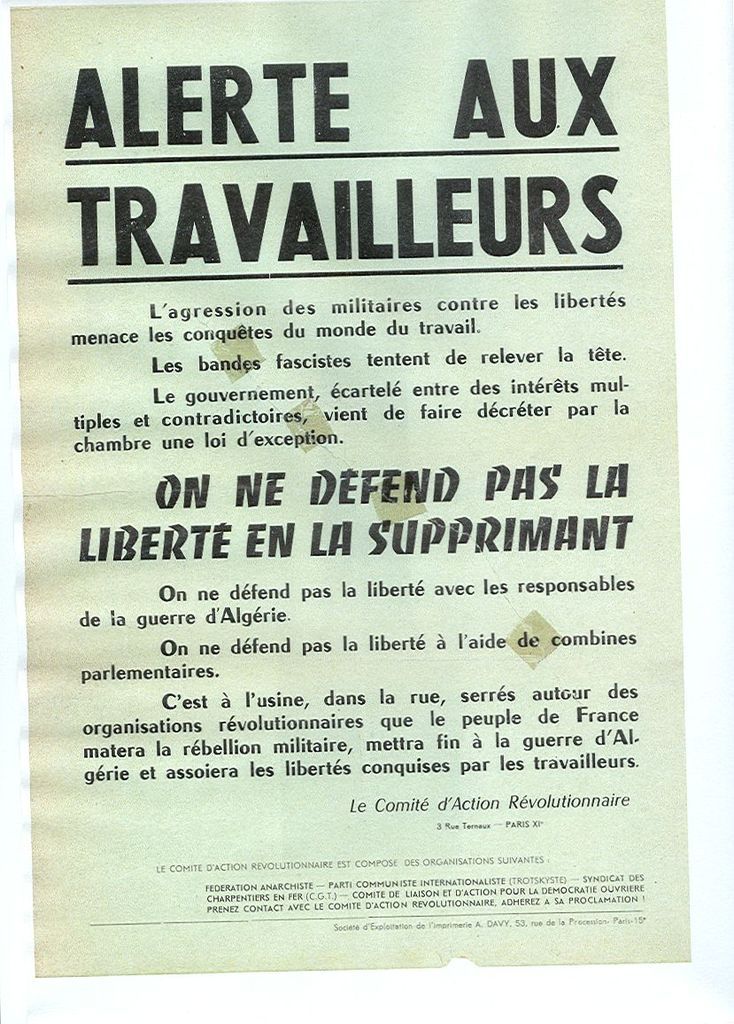 ALERTE AUX
TRAVAILLEURS
L'agression des militaires contre les libertés
menace les conquêtes du monde du travail.
Les bandes fascistes tentent de relever la tête.
Le gouvernement, écartelé entre des intérêts mul-
tiples et contradictoires, vient de faire décréter par la
chambre une loi d'exception.
ON NE DÉFEND PAS LA
LIBERTÉ EN LA SUPPRIMANT
On ne défend pas la liberté avec les responsables
de la guerre d'Algérie.
On ne défend pas la liberté à l'aide de combines
parlementaires.
C'est à l'usine, dans la rue, serrés autour des
organisations révolutionnaires que le peuple de France
matera la rébellion militaire, mettra fin à la guerre d'Al-
gérie et assoiera les libertés conquises par les travailleurs.
Le Comité d'Action Révolutionnaire
3 Rue Ternaux — PARIS XIe
LE COMITE D'ACTION REVOLUTIONNAIRE EST COMPOSE DES ORGANISATIONS SUIVANTES :
FEDERATION ANARCHISTE — PARTI COMMUNISTE INTERNATIONALISTE (TROTSKYSTE) — SYNDICAT DES
CHARPENTIERS EN FER (C.G.T.) — COMITE DE LIAISON ET D'ACTION POUR LA DEMOCRATIE OUVRIERE
PRENEZ CONTACT AVEC LE COMITE D'ACTION REVOLUTIONNAIRE, ADHEREZ A SA PROCLAMATION !
Société d'Exploitation de l'imprimerie A. DAVY, 53, rue de la Procession- Paris-15e